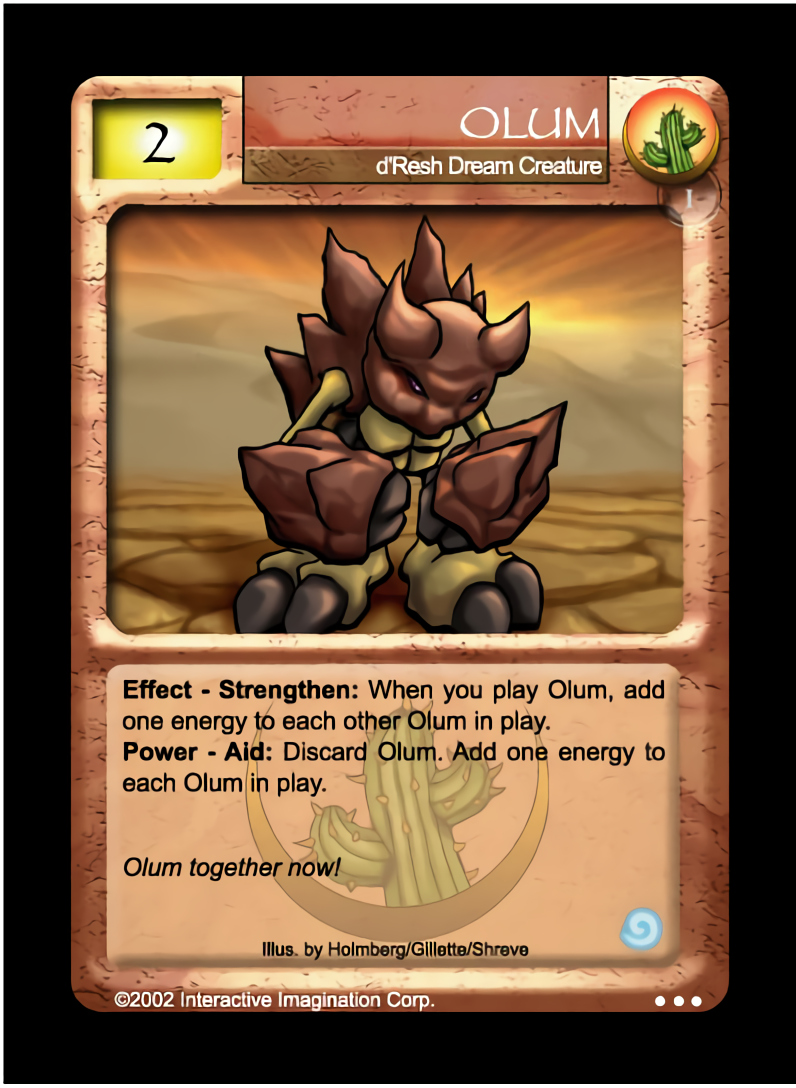 2
OLUM
d'Resh Dream Creature
I
Effect - Strengthen: When you play Olum, add
one energy to each other Olum in play.
Power - Aid: Discard Olum. Add one energy to
each Olum in play.
Olum together now!
Illus. by Holmberg/Gillette/Shreve
©2002 Interactive Imagination Corp.